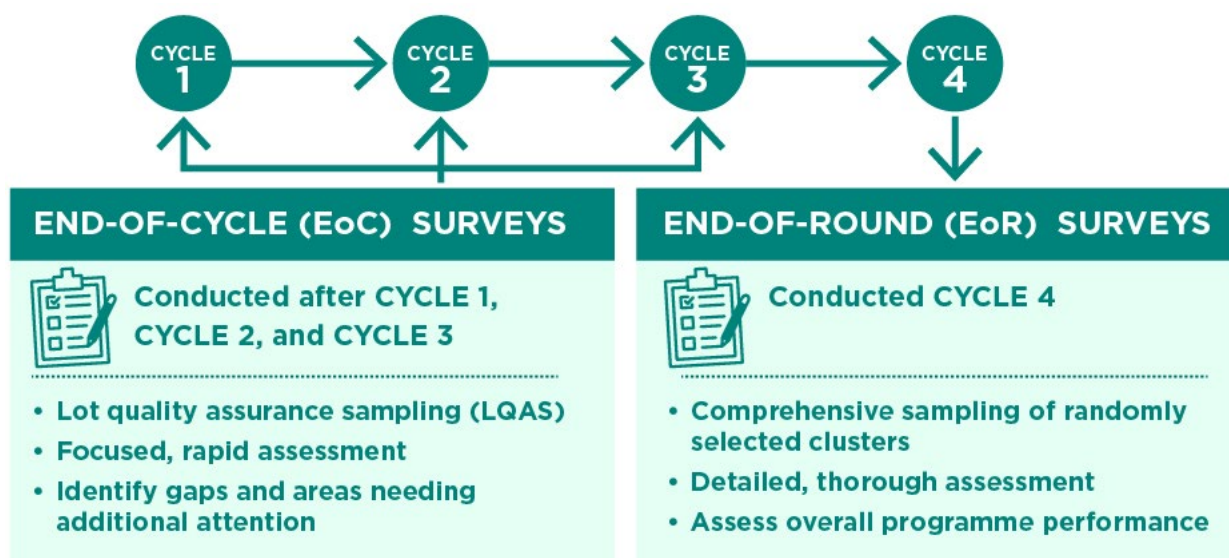 CYCLE
1
CYCLE
2
CYCLE
3
CYCLE
4
END-OF-CYCLE (EoC) SURVEYS
Conducted after CYCLE 1,
CYCLE 2, and CYCLE 3
• Lot quality assurance sampling (LQAS)
• Focused, rapid assessment
• Identify gaps and areas needing
additional attention
END-OF-ROUND (EoR) SURVEYS
Conducted CYCLE 4
• Comprehensive sampling of randomly
selected clusters
• Detailed, thorough assessment
• Assess overall programme performance